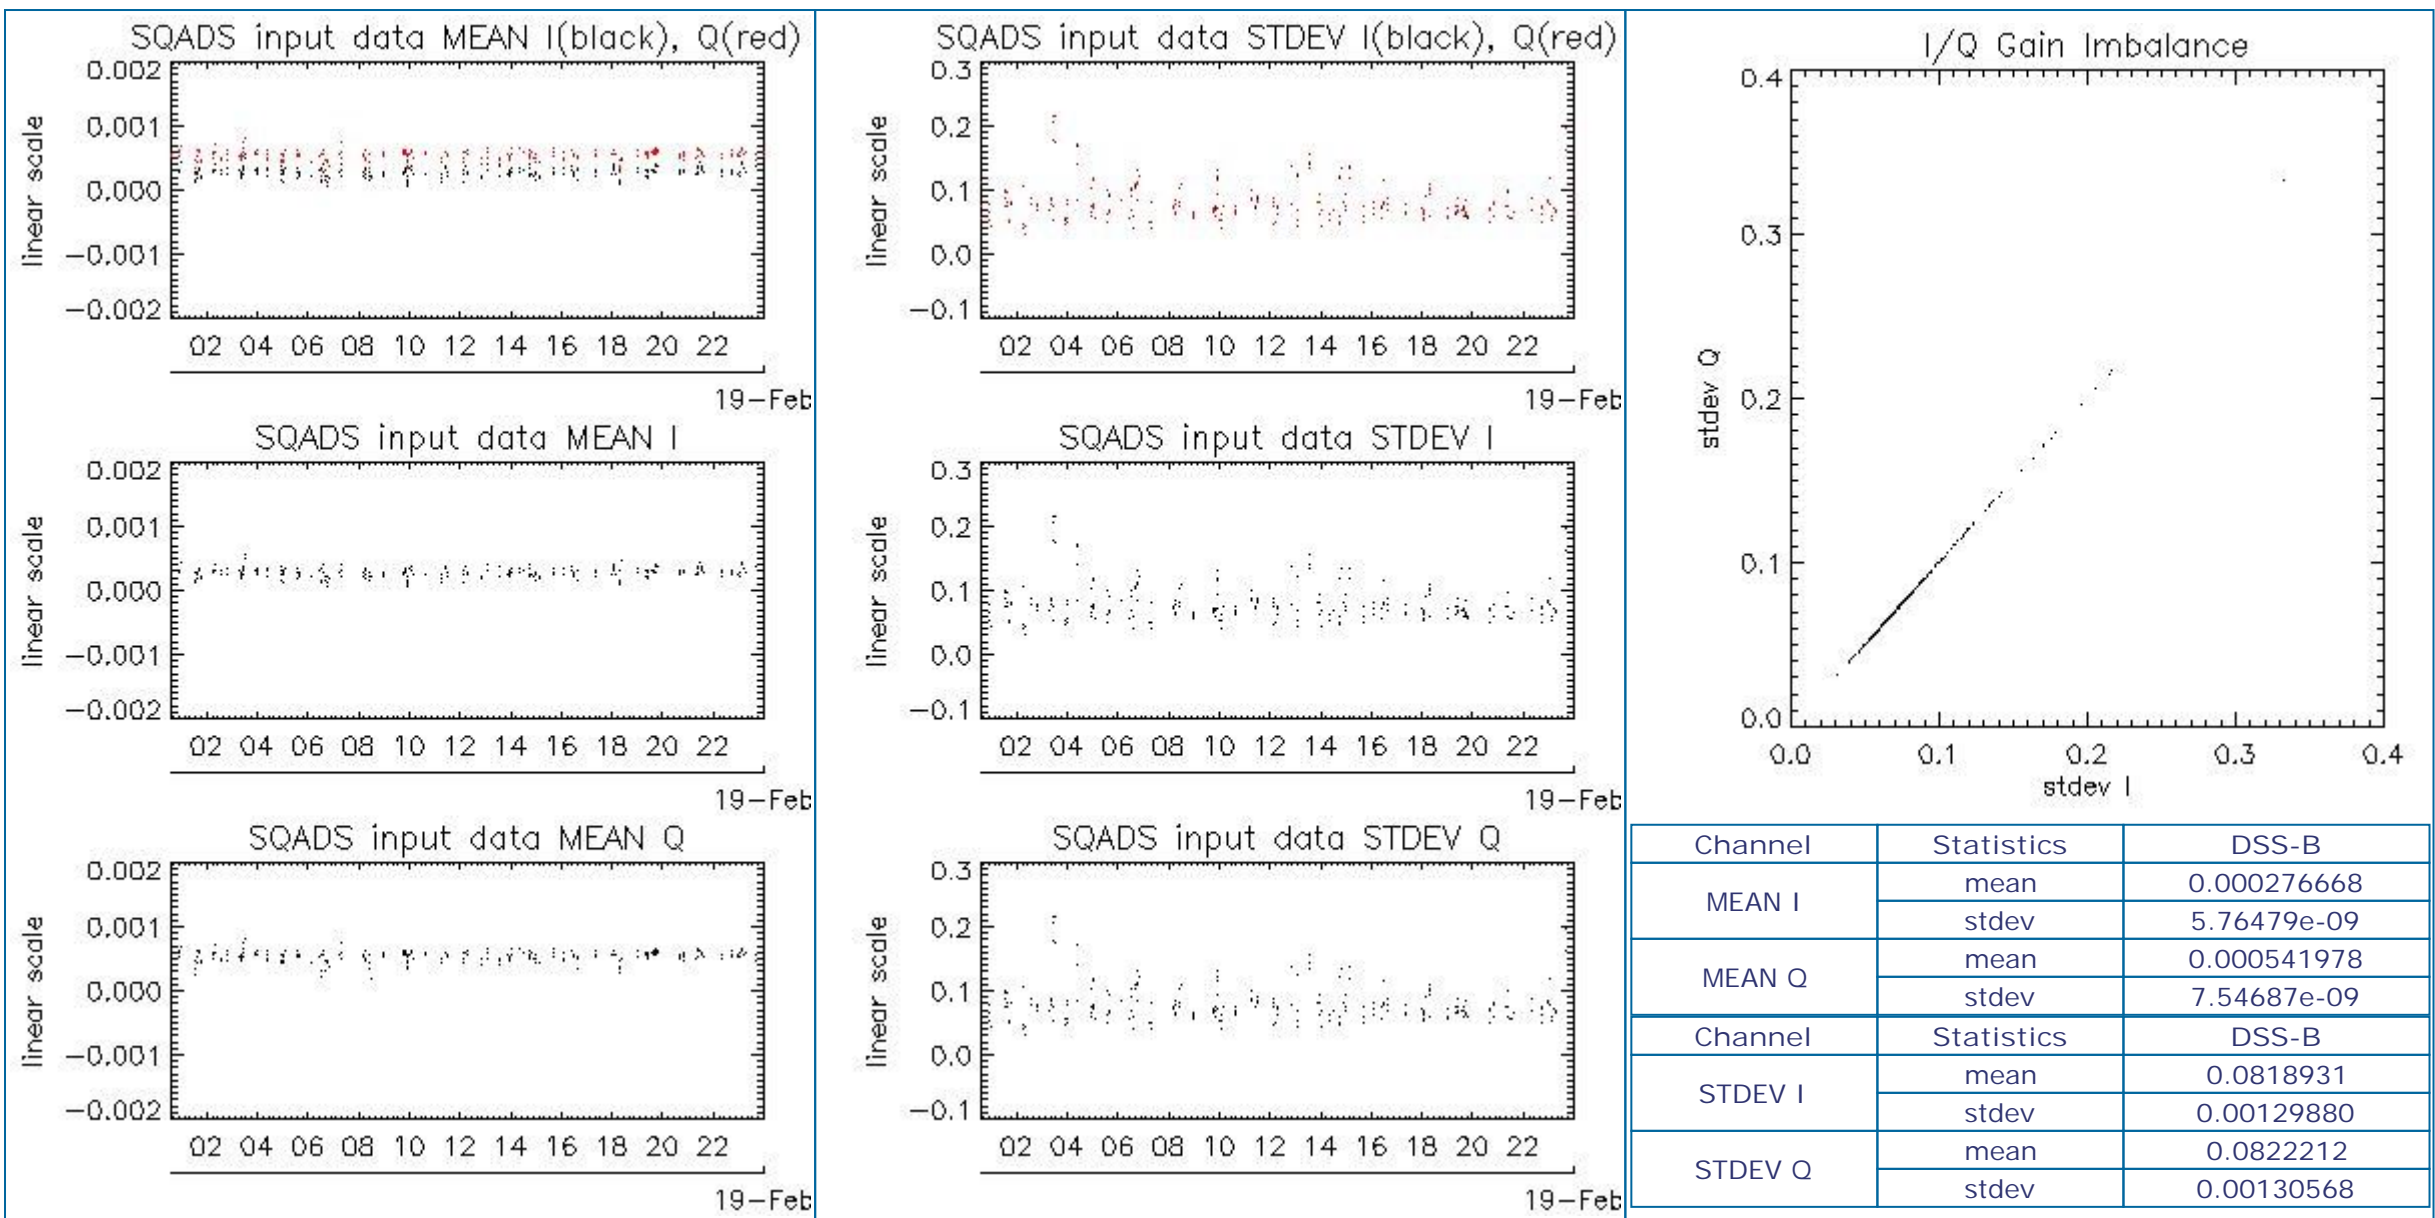 SQADS input data MEAN I(black), Q(red)
linear scale
0.002
0.001
0.000
−0.001
−0.002
02 04 06 08 10 12 14 16 18 20 22
19−Feb
SQADS input data MEAN I
linear scale
0.002
0.001
0.000
−0.001
−0.002
02 04 06 08 10 12 14 16 18 20 22
19−Feb
SQADS input data MEAN Q
linear scale
0.002
0.001
0.000
−0.001
−0.002
02 04 06 08 10 12 14 16 18 20 22
19−Feb
SQADS input data STDEV I(black), Q(red)
linear scale
0.3
0.2
0.1
0.0
−0.1
02 04 06 08 10 12 14 16 18 20 22
19−Feb
SQADS input data STDEV I
linear scale
0.3
0.2
0.1
0.0
−0.1
02 04 06 08 10 12 14 16 18 20 22
19−Feb
SQADS input data STDEV Q
linear scale
0.3
0.2
0.1
0.0
−0.1
02 04 06 08 10 12 14 16 18 20 22
19−Feb
I/Q Gain Imbalance
stdev Q
0.4
0.3
0.2
0.1
0.0
0.0 0.1 0.2 0.3 0.4
stdev I
Channel Statistics DSS-B
MEAN I mean 0.000276668
stdev 5.76479e-09
MEAN Q mean 0.000541978
stdev 7.54687e-09
Channel Statistics DSS-B
STDEV I mean 0.0818931
stdev 0.00129880
STDEV Q mean 0.0822212
stdev 0.00130568